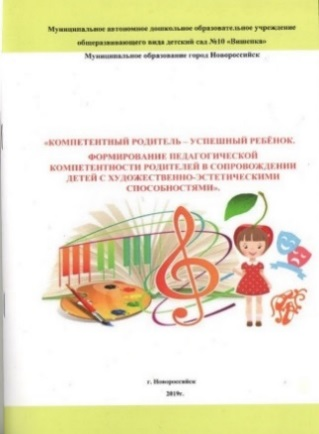 Муниципальное автономное дошкольное образовательное учреждение
общеразвивающего вида детский сад №10 «Вишенка»
Муниципальное образование город Новороссийск
«КОМПЕТЕНТНЫЙ РОДИТЕЛЬ – УСПЕШНЫЙ РЕБЁНОК.
ФОРМИРОВАНИЕ ПЕДАГОГИЧЕСКОЙ
КОМПЕТЕНТНОСТИ РОДИТЕЛЕЙ В СОПРОВОЖДЕНИИ
ДЕТЕЙ С ХУДОЖЕСТВЕННО-ЭСТЕТИЧЕСКИМИ
СПОСОБНОСТЯМИ».
г. Новороссийск
2019г.